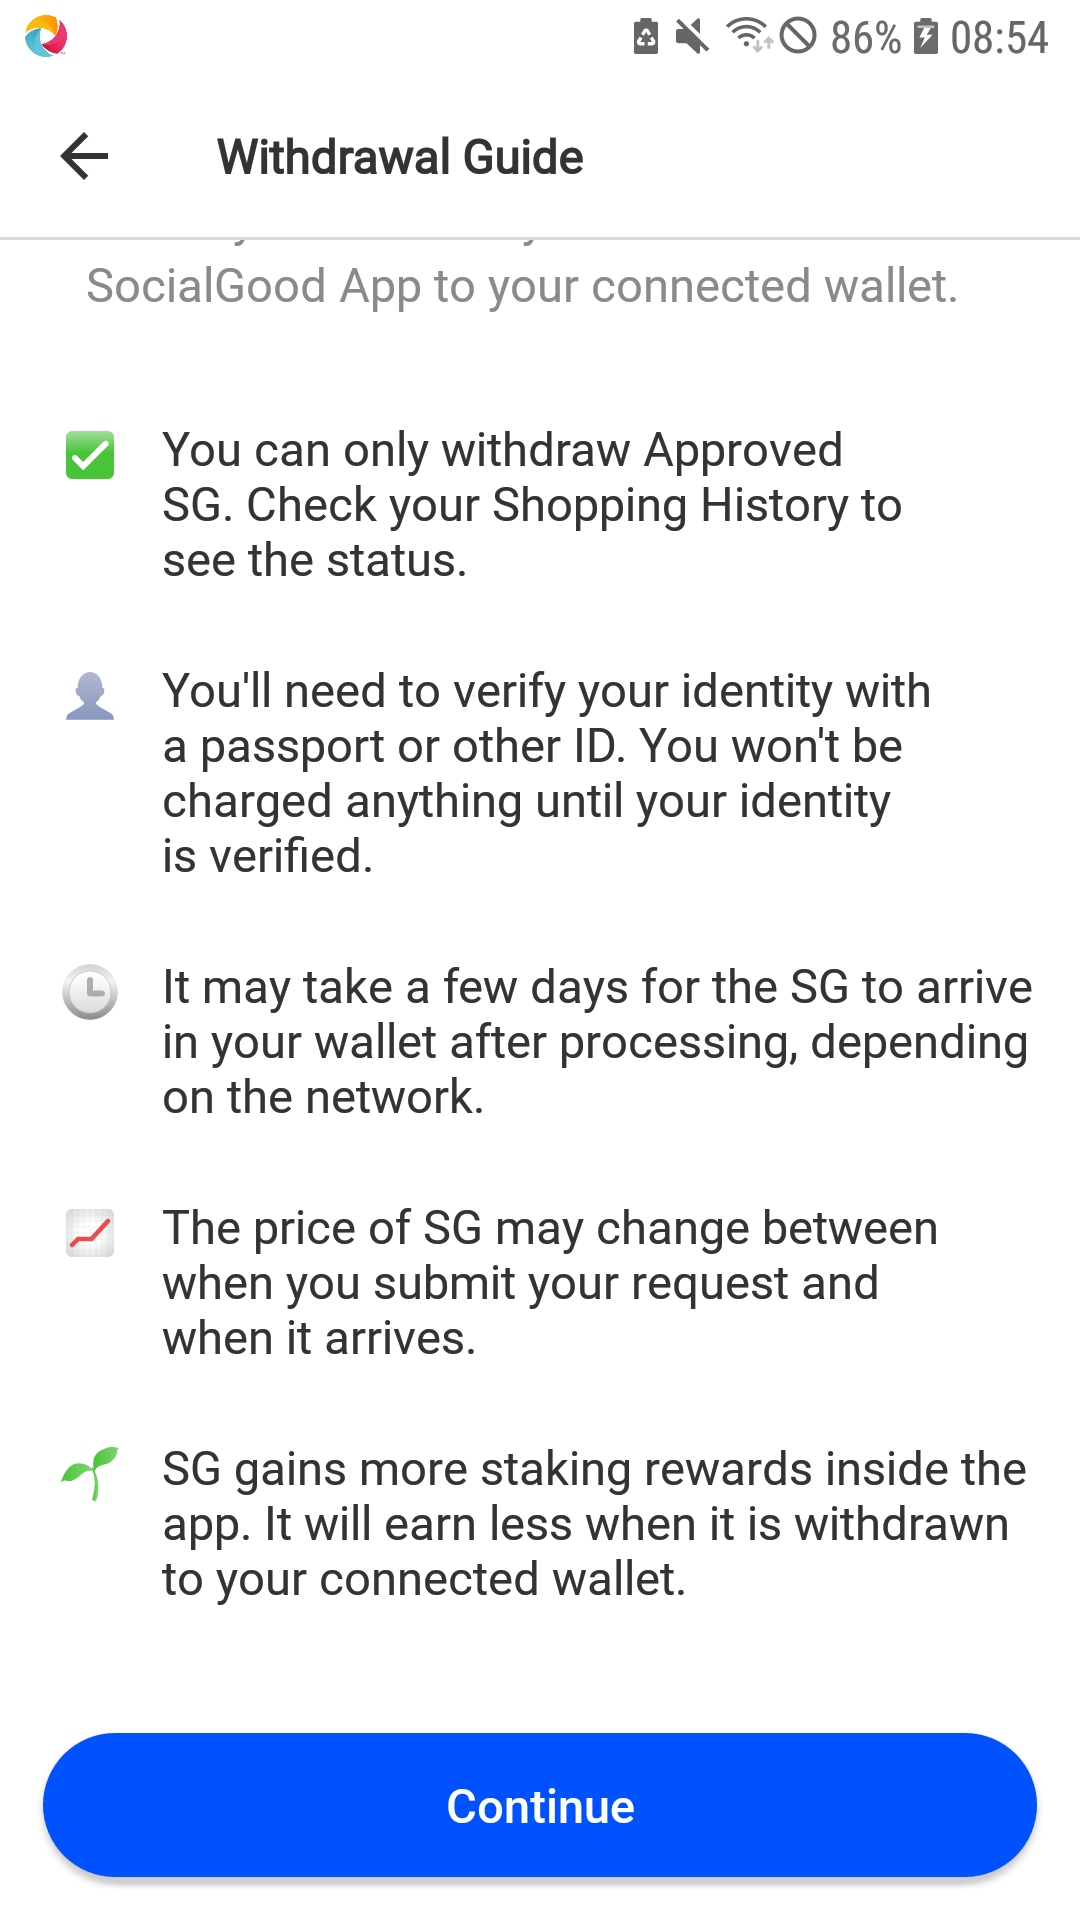 86% 08:54
Withdrawal Guide
SocialGood App to your connected wallet.
You can only withdraw Approved
SG. Check your Shopping History to
see the status.
You'll need to verify your identity with
a passport or other ID. You won't be
charged anything until your identity
is verified.
It may take a few days for the SG to arrive
in your wallet after processing, depending
on the network.
The price of SG may change between
when you submit your request and
when it arrives.
SG gains more staking rewards inside the
app. It will earn less when it is withdrawn
to your connected wallet.
Continue